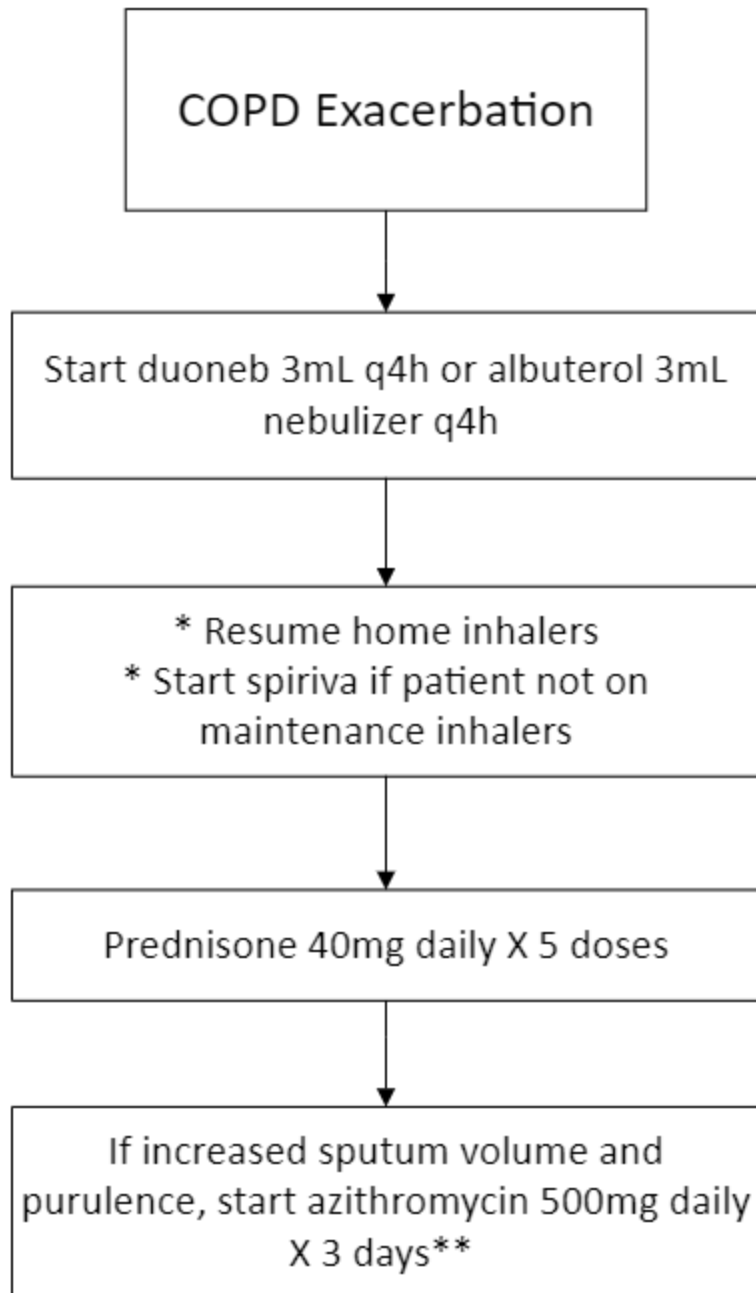 COPD Exacerbation
Start duoneb 3mL q4h or albuterol 3mL
nebulizer q4h
* Resume home inhalers
* Start spiriva if patient not on
maintenance inhalers
Prednisone 40mg daily X 5 doses
If increased sputum volume and
purulence, start azithromycin 500mg daily
X 3 days**